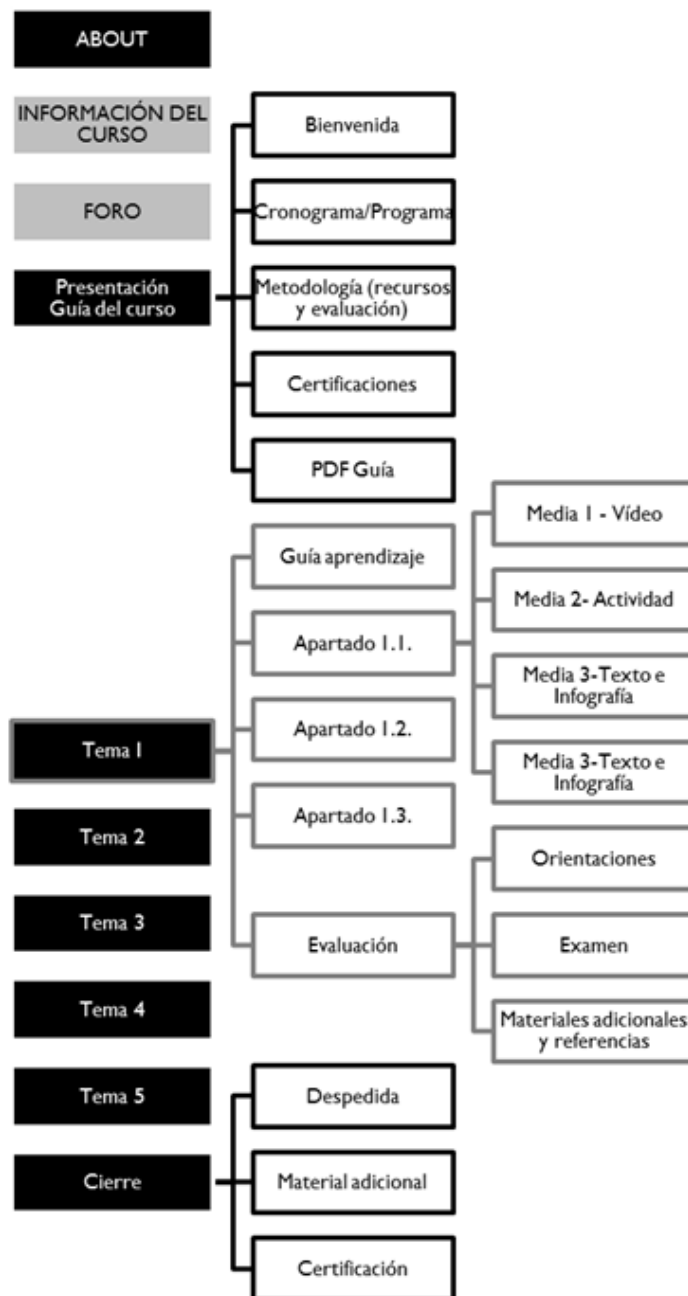 ABOUT
INFORMACIÓN DEL
CURSO
FORO
Presentación
Guía del curso
Bienvenida
Cronograma/Programa
Metodología (recursos
y evaluación)
Certificaciones
PDF Guía
Tema 1
Guía aprendizaje
Apartado 1.1.
Media 1 - Vídeo
Media 2- Actividad
Media 3-Texto e
Infografía
Media 3-Texto e
Infografía
Apartado 1.2.
Apartado 1.3.
Evaluación
Orientaciones
Examen
Materiales adicionales
y referencias
Tema 2
Tema 3
Tema 4
Tema 5
Cierre
Despedida
Material adicional
Certificación